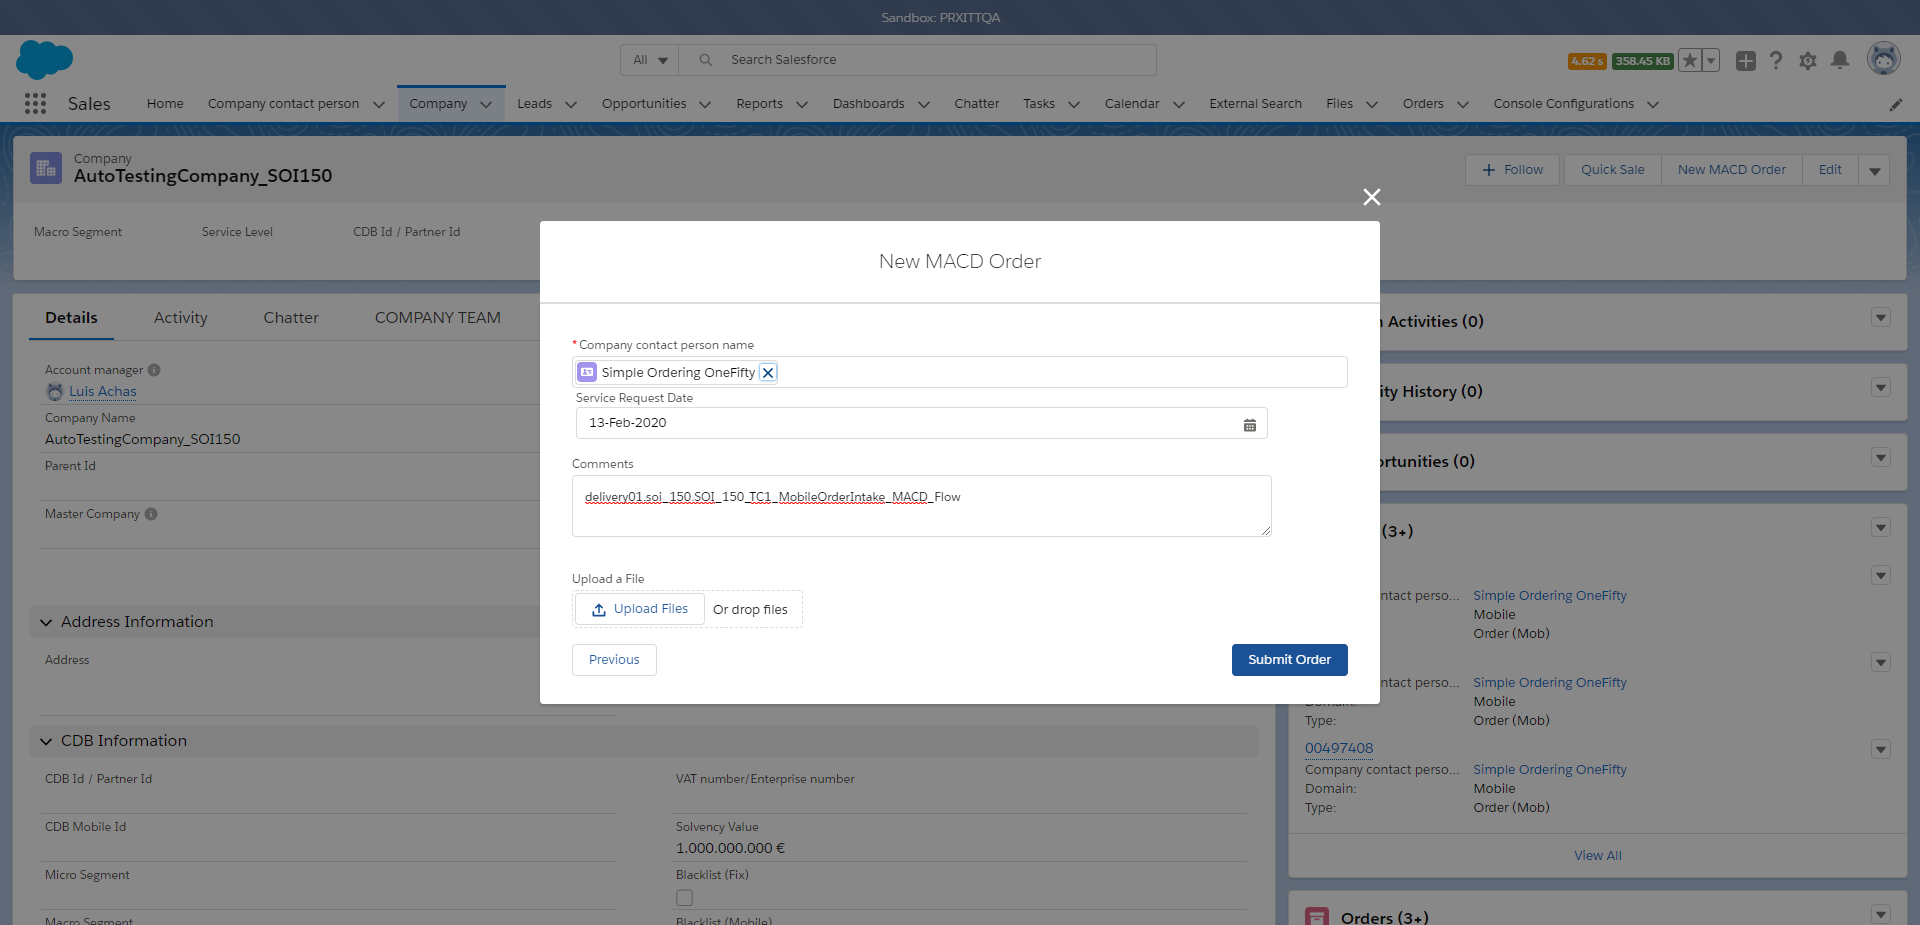 Sandbox: PRXITTQA
All
Search Salesforce
4.62 s
358.45 KB
Sales
Home
Company contact person
Company
Leads
Opportunities
Reports
Dashboards
Chatter
Tasks
Calendar
External Search
Files
Orders
Console Configurations
Company
AutoTestingCompany_SOI150
Follow
Quick Sale
New MACD Order
Edit
Macro Segment
Service Level
CDB Id / Partner Id
New MACD Order
* Company contact person name
Simple Ordering OneFifty
Service Request Date
13-Feb-2020
Comments
delivery01.soi_150.SOI_150_TC1_MobileOrderIntake_MACD_Flow
Upload a File
Upload Files
Or drop files
Previous
Submit Order
Details
Activity
Chatter
COMPANY TEAM
Account manager
Luis Achas
Company Name
AutoTestingCompany_SOI150
Parent Id
Master Company
Address Information
Address
CDB Information
CDB Id / Partner Id
VAT number/Enterprise number
CDB Mobile Id
Solvency Value
1.000.000.000 €
Micro Segment
Blacklist (Fix)
Macro Segment
Blacklist (Mobile)
Activities (0)
History (0)
(0)
(3+)
Simple Ordering OneFifty
Mobile
Order (Mob)
Simple Ordering OneFifty
Domain:
Mobile
Type:
Order (Mob)
00497408
Company contact perso...
Simple Ordering OneFifty
Domain:
Mobile
Type:
Order (Mob)
View All
Orders (3+)